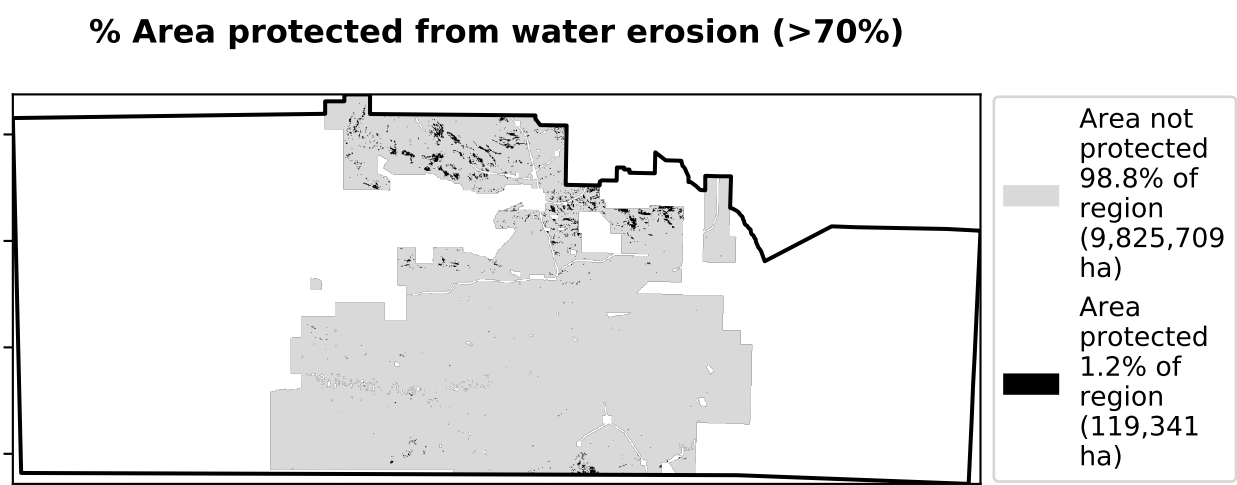 % Area protected from water erosion (>70%)
Area not
protected
98.8% of
region
(9,825,709
ha)
Area
protected
1.2% of
region
(119,341
ha)